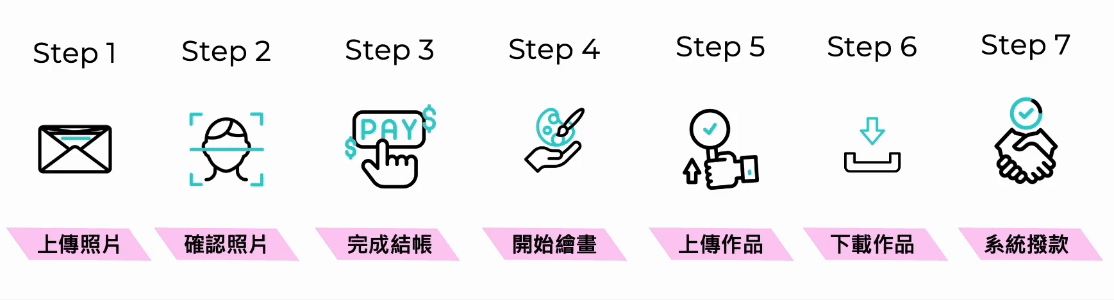 Step 1
Step 2
Step 3
Step 4
Step 5
Step 6
Step 7
$
PAY
$
上傳照片
確認照片
完成結帳
開始繪畫
上傳作品
下載作品
系統撥款